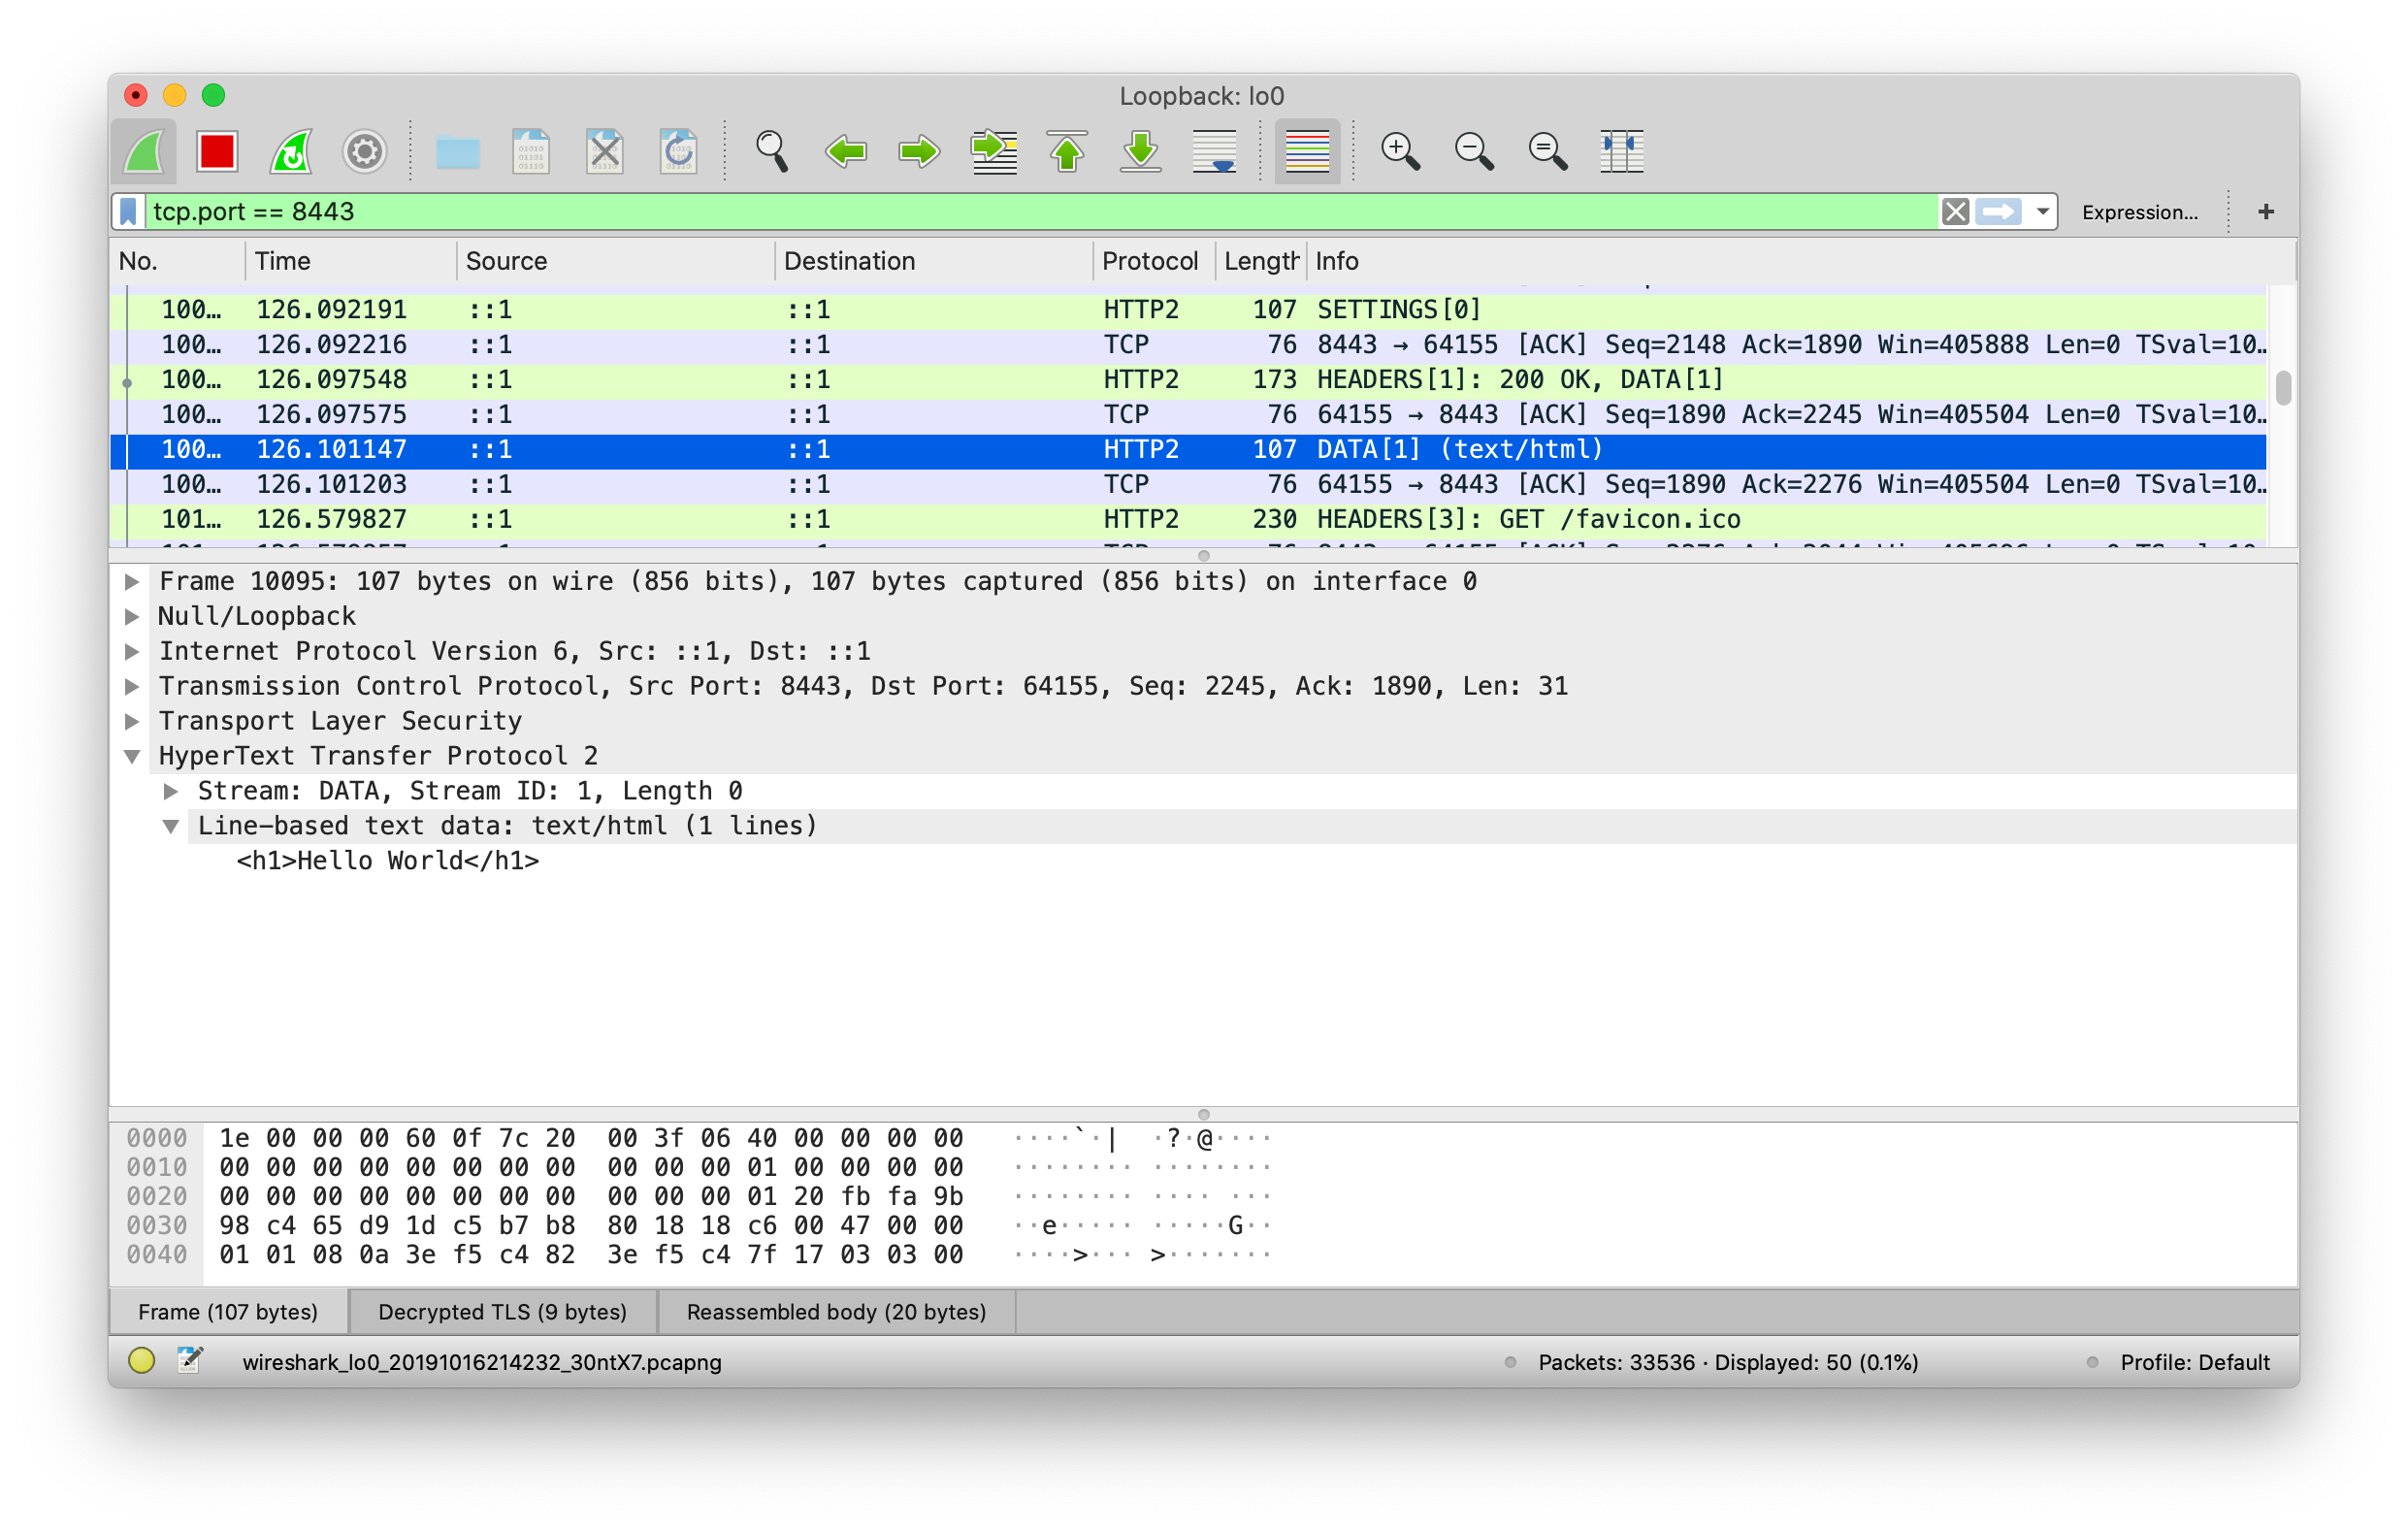 Loopback: lo0
tcp.port == 8443 Expression... +
No. Time Source Destination Protocol Length Info
100… 126.092191 ::1 ::1 HTTP2 107 SETTINGS[0]
100… 126.092216 ::1 ::1 TCP 76 8443 → 64155 [ACK] Seq=2148 Ack=1890 Win=405888 Len=0 TSval=10…
100… 126.097548 ::1 ::1 HTTP2 173 HEADERS[1]: 200 OK, DATA[1]
100… 126.097575 ::1 ::1 TCP 76 64155 → 8443 [ACK] Seq=1890 Ack=2245 Win=405504 Len=0 TSval=10…
100… 126.101147 ::1 ::1 HTTP2 107 DATA[1] (text/html)
100… 126.101203 ::1 ::1 TCP 76 64155 → 8443 [ACK] Seq=1890 Ack=2276 Win=405504 Len=0 TSval=10…
101… 126.579827 ::1 ::1 HTTP2 230 HEADERS[3]: GET /favicon.ico
Frame 10095: 107 bytes on wire (856 bits), 107 bytes captured (856 bits) on interface 0
Null/Loopback
Internet Protocol Version 6, Src: ::1, Dst: ::1
Transmission Control Protocol, Src Port: 8443, Dst Port: 64155, Seq: 2245, Ack: 1890, Len: 31
Transport Layer Security
HyperText Transfer Protocol 2
Stream: DATA, Stream ID: 1, Length 0
Line-based text data: text/html (1 lines)
<h1>Hello World</h1>
0000 1e 00 00 00 60 0f 7c 20 00 3f 06 40 00 00 00 00 ····`·| ·?·@····
0010 00 00 00 00 00 00 00 00 00 00 00 01 00 00 00 00 ········ ········
0020 00 00 00 00 00 00 00 00 00 00 00 01 20 fb fa 9b ········ ···· ···
0030 98 c4 65 d9 1d c5 b7 b8 80 18 18 c6 00 47 00 00 ··e····· ·····G··
0040 01 01 08 0a 3e f5 c4 82 3e f5 c4 7f 17 03 03 00 ····>··· >·······
Frame (107 bytes) Decrypted TLS (9 bytes) Reassembled body (20 bytes)
wireshark_lo0_20191016214232_30ntX7.pcapng Packets: 33536 · Displayed: 50 (0.1%) Profile: Default